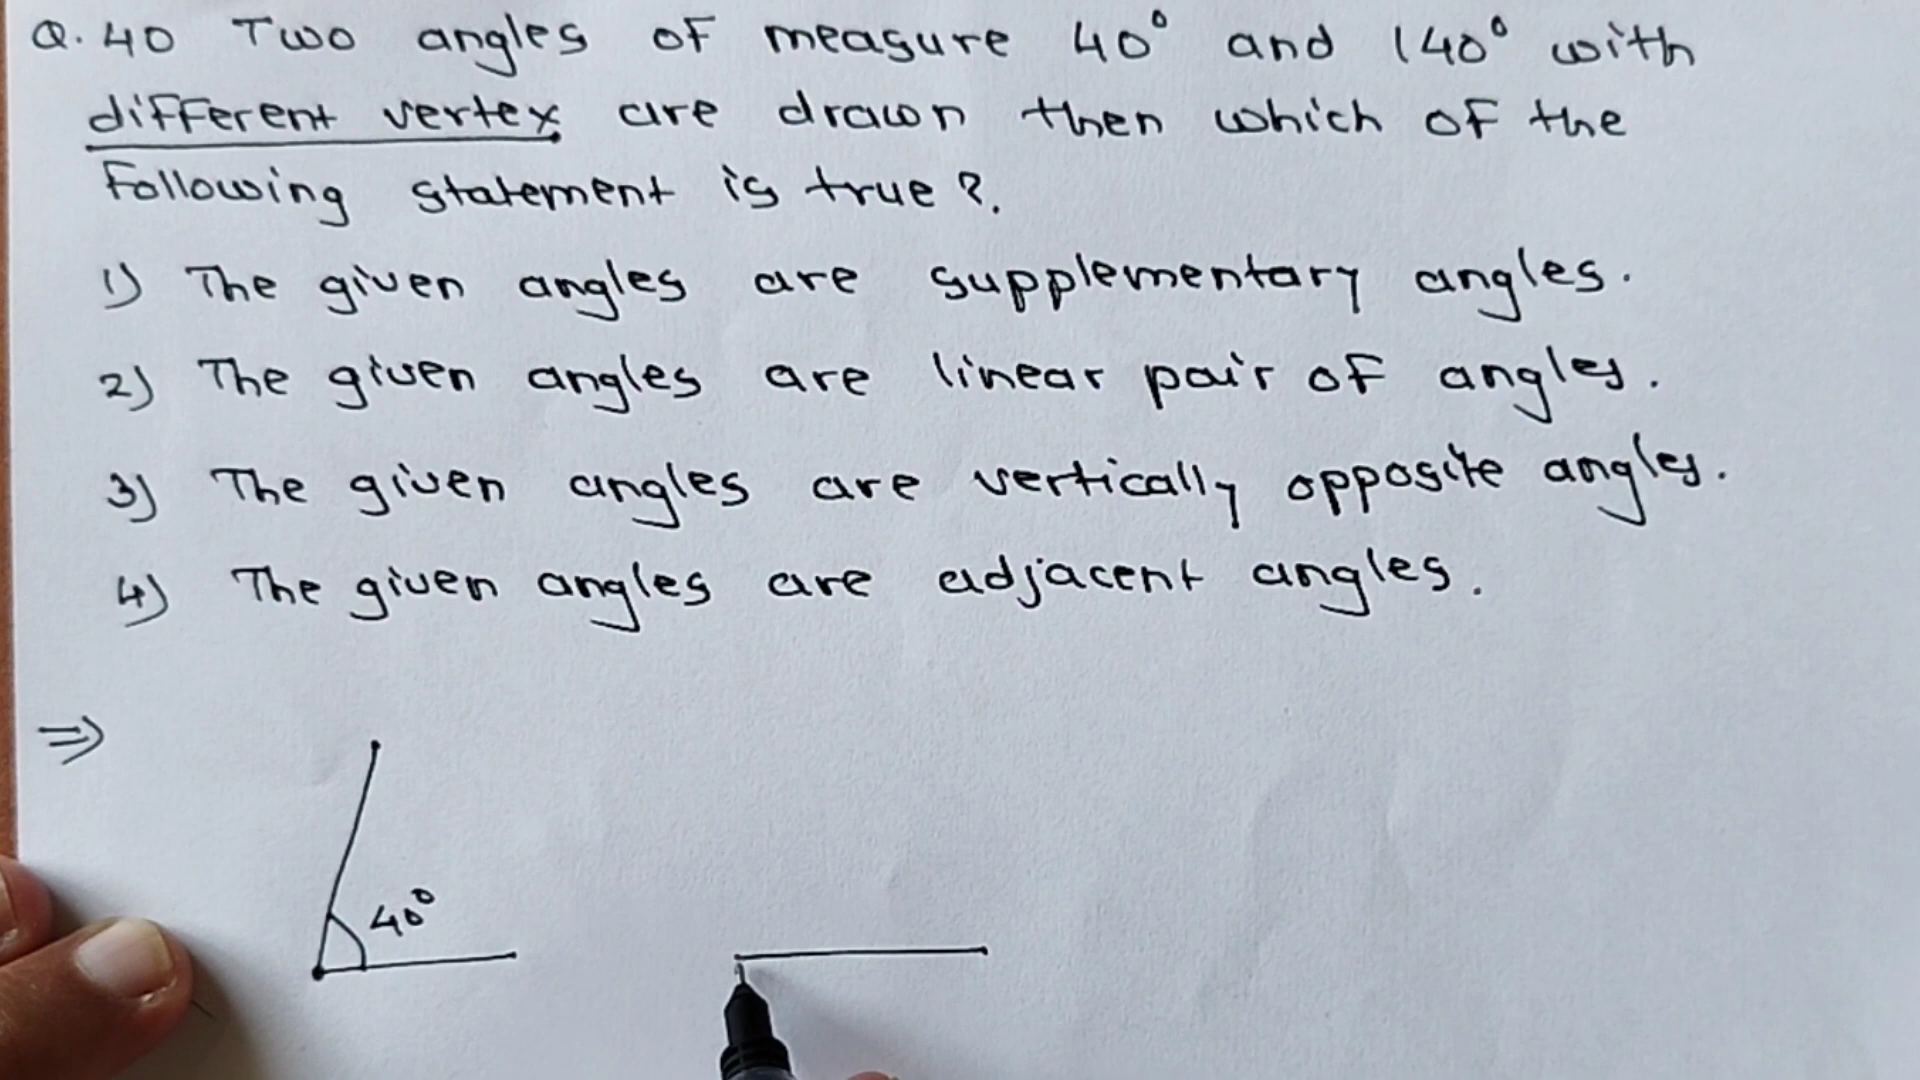 Q. 40 Two angles of measure 40° and 140° with
different vertex are drawn then which of the
following statement is true?.
1) The given angles are supplementary angles.
2) The given angles are linear pair of angles.
3) The given angles are vertically opposite angles.
4) The given angles are adjacent angles.
⇒
40°